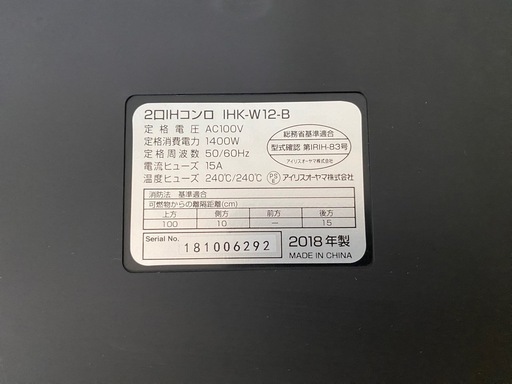 2口IHコンロ IHK-W12-B
定格電圧 AC100V
定格消費電力 1400W
定格周波数 50/60Hz
電流ヒューズ 15A
温度ヒューズ 240℃/240℃
総務省基準適合
型式確認 第IRIH-83号
アイリスオーヤマ株式会社
PS E アイリスオーヤマ株式会社
消防法 基準適合
可燃物からの離隔距離(cm)
上方 側方 前方 後方
100 10 － 15
Serial No. 181006292
2018年製
MADE IN CHINA